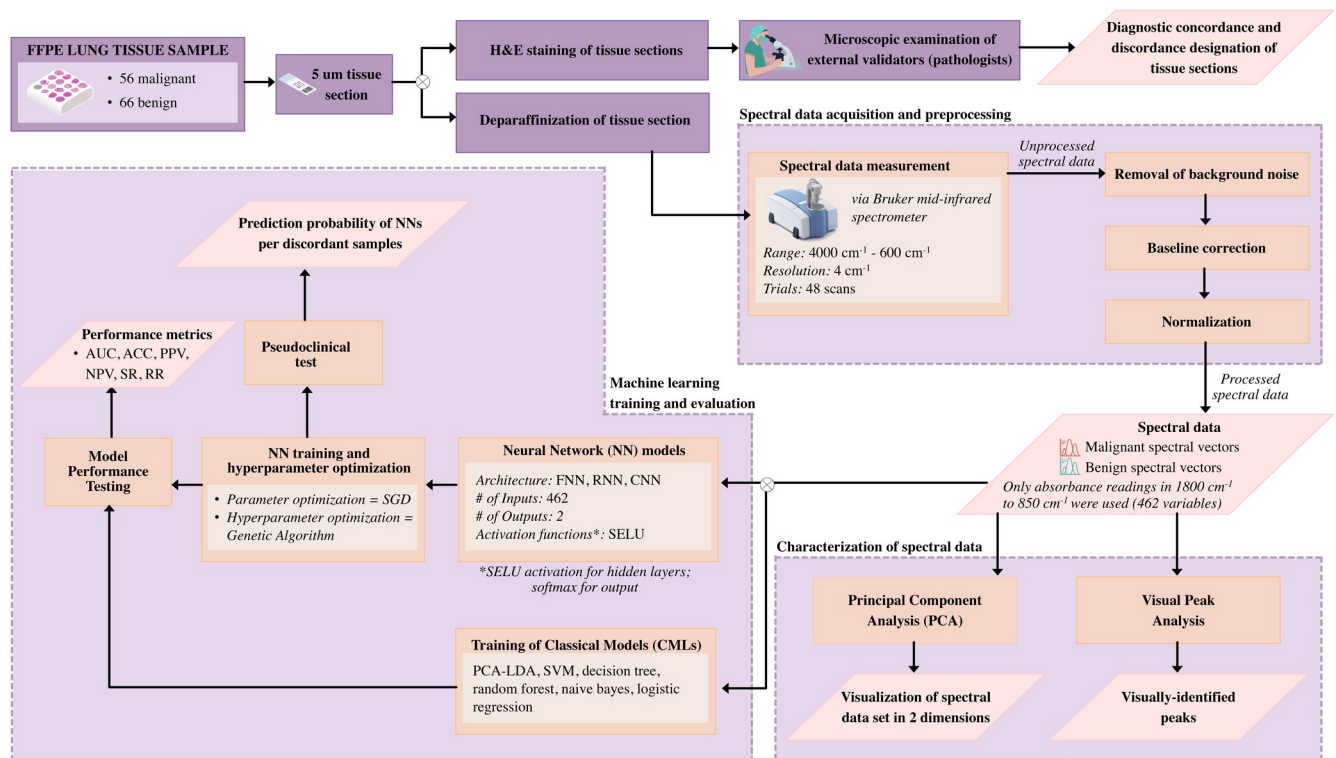 FFPE LUNG TISSUE SAMPLE
• 56 malignant
• 66 benign
5 um tissue
section
H&E staining of tissue sections
Microscopic examination of
external validators (pathologists)
Diagnostic concordance and
discordance designation of
tissue sections
Deparaffinization of tissue section
Spectral data acquisition and preprocessing
Spectral data measurement
via Bruker mid-infrared
spectrometer
Range: 4000 cm⁻¹ - 600 cm⁻¹
Resolution: 4 cm⁻¹
Trials: 48 scans
Unprocessed
spectral data
Removal of background noise
Baseline correction
Normalization
Processed
spectral data
Spectral data
Malignant spectral vectors
Benign spectral vectors
Only absorbance readings in 1800 cm⁻¹
to 850 cm⁻¹ were used (462 variables)
Characterization of spectral data
Principal Component
Analysis (PCA)
Visual Peak
Analysis
Visualization of spectral
data set in 2 dimensions
Visually-identified
peaks
Machine learning
training and evaluation
Neural Network (NN) models
Architecture: FNN, RNN, CNN
# of Inputs: 462
# of Outputs: 2
Activation functions*: SELU
*SELU activation for hidden layers;
softmax for output
Training of Classical Models (CMLs)
PCA-LDA, SVM, decision tree,
random forest, naive bayes, logistic
regression
NN training and
hyperparameter optimization
• Parameter optimization = SGD
• Hyperparameter optimization =
Genetic Algorithm
Model
Performance
Testing
Performance metrics
• AUC, ACC, PPV,
NPV, SR, RR
Pseudoclinical
test
Prediction probability of NNs
per discordant samples